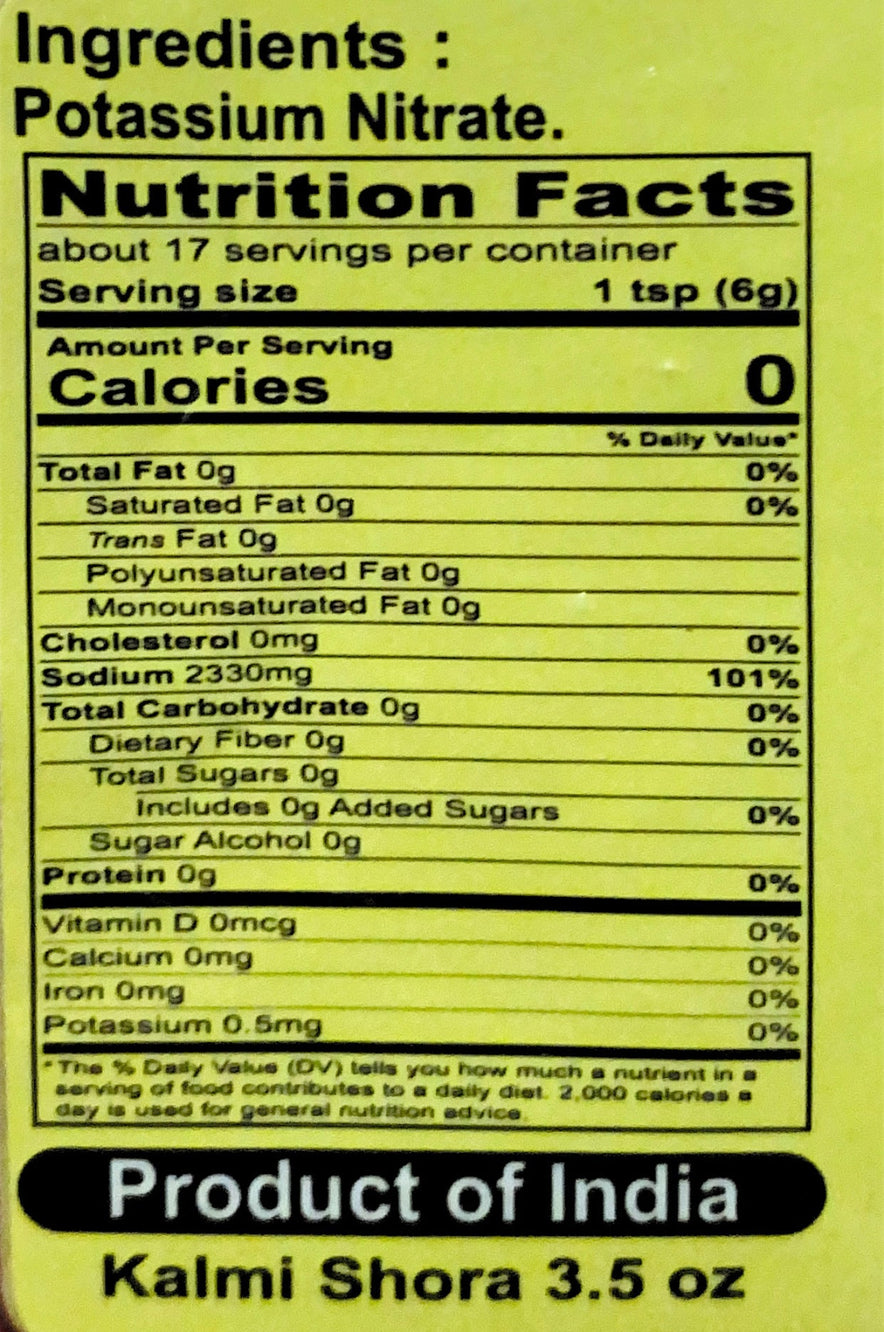 Ingredients :
Potassium Nitrate.
Nutrition Facts
about 17 servings per container
Serving size 1 tsp (6g)
Amount Per Serving
Calories 0
% Daily Value*
Total Fat 0g 0%
Saturated Fat 0g 0%
Trans Fat 0g
Polyunsaturated Fat 0g
Monounsaturated Fat 0g
Cholesterol 0mg 0%
Sodium 2330mg 101%
Total Carbohydrate 0g 0%
Dietary Fiber 0g 0%
Total Sugars 0g
Includes 0g Added Sugars 0%
Sugar Alcohol 0g
Protein 0g 0%
Vitamin D 0mcg 0%
Calcium 0mg 0%
Iron 0mg 0%
Potassium 0.5mg 0%
*The % Daily Value (DV) tells you how much a nutrient in a
serving of food contributes to a daily diet. 2,000 calories a
day is used for general nutrition advice.
Product of India
Kalmi Shora 3.5 oz